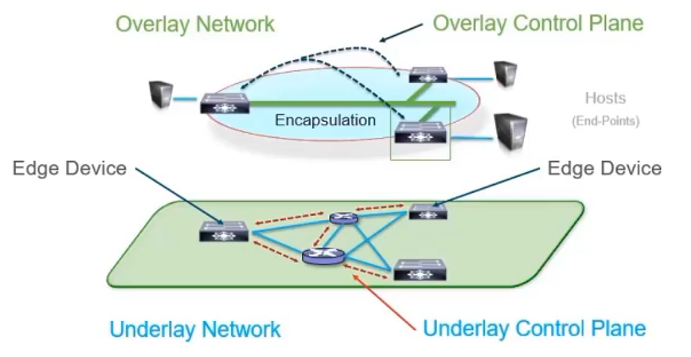 Overlay Network
Overlay Control Plane
Encapsulation
Hosts
(End-Points)
Edge Device
Edge Device
Underlay Network
Underlay Control Plane